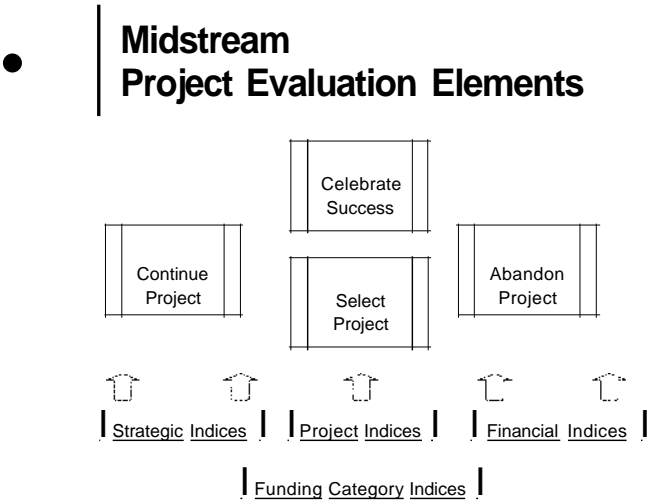 Midstream
Project Evaluation Elements
Celebrate
Success
Continue
Project
Select
Project
Abandon
Project
Strategic Indices
Project Indices
Financial Indices
Funding Category Indices